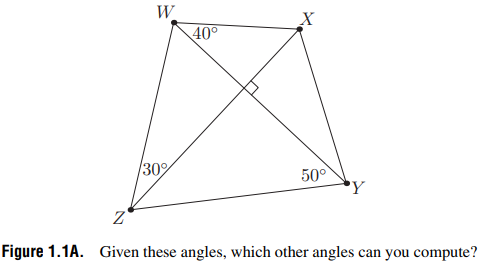 W
X
40°
30°
50°
Y
Z
Figure 1.1A. Given these angles, which other angles can you compute?